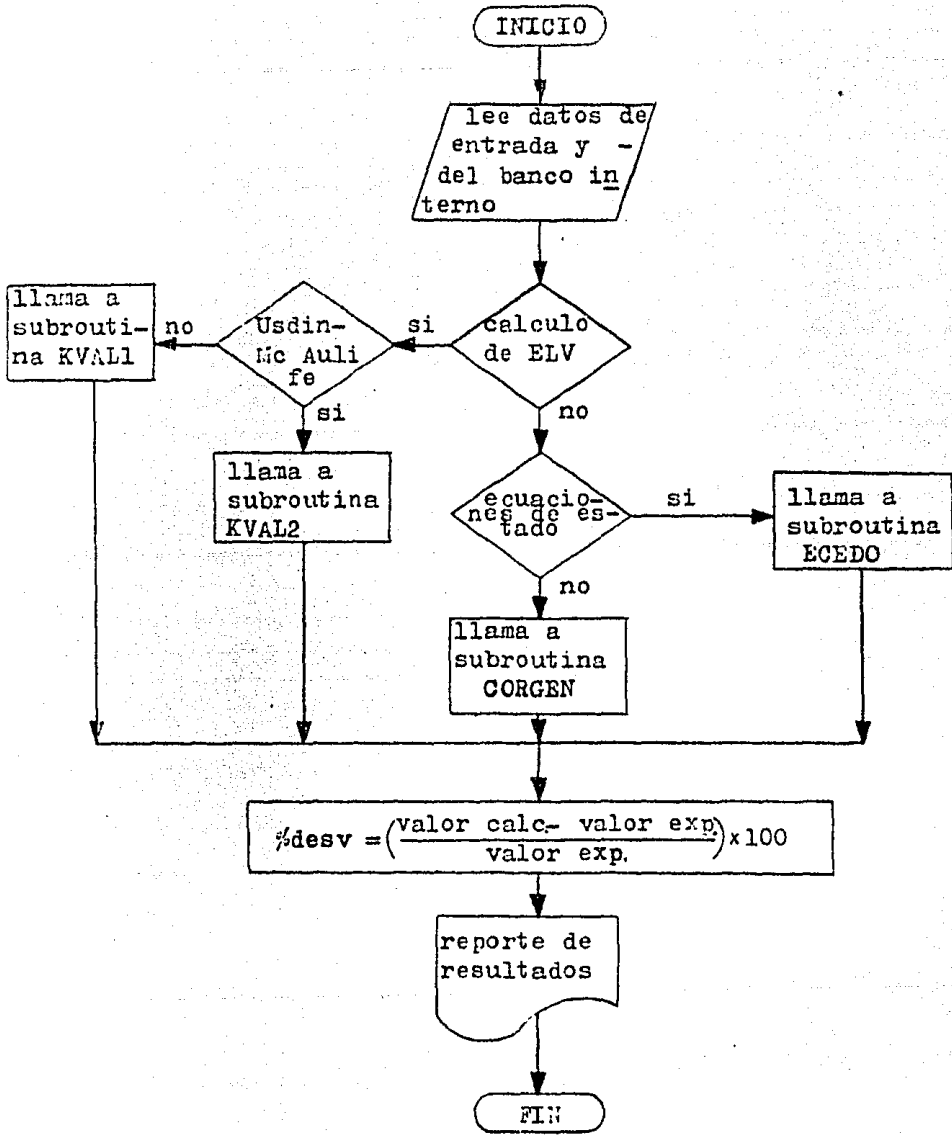 INICIO
lee datos de
entrada y -
del banco in
terno
llama a
subrouti-
na KVAL1
no
Usdin-
Mc Auli
fe
si
calculo
de ELV
si
no
llama a
subroutina
KVAL2
ecuacio-
nes de es-
tado
si
llama a
subroutina
ECEDO
no
llama a
subroutina
CORGEN
%desv = (valor calc- valor exp. / valor exp.) x100
reporte de
resultados
FIN